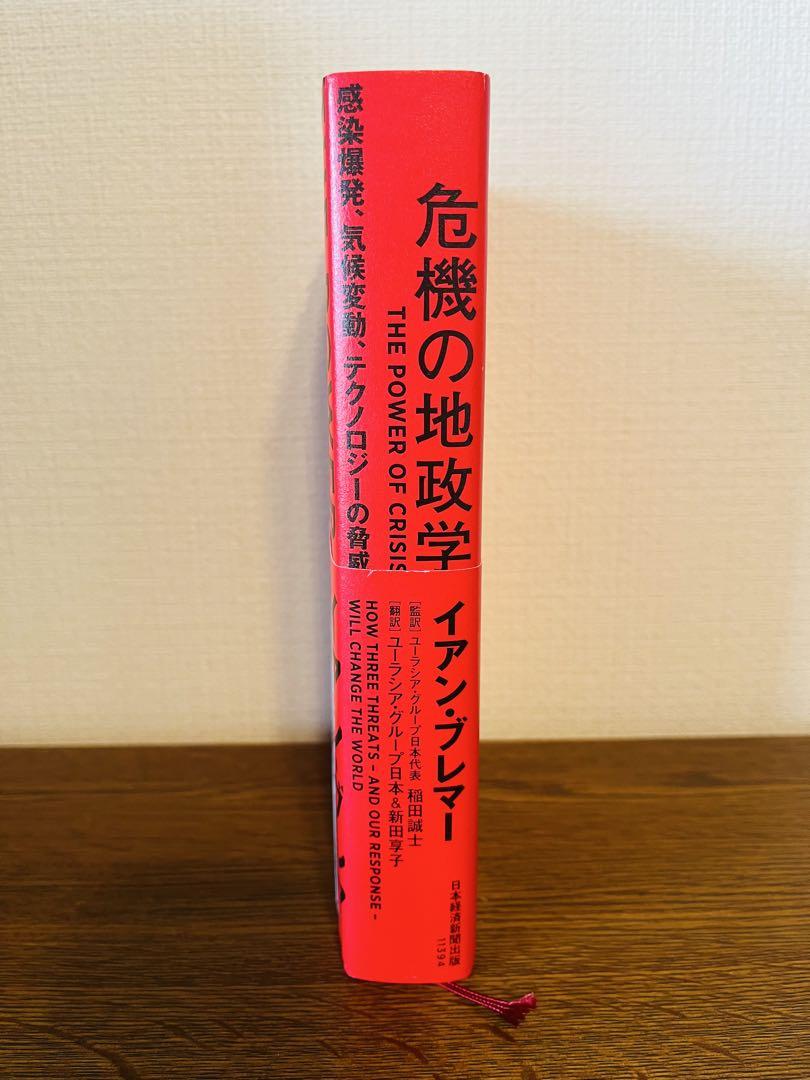 危機の地政学
THE POWER OF CRISIS
感染爆発、気候変動、テクノロジーの脅威
イアン・ブレマー
[監訳]ユーラシア・グループ日本代表 稲田誠士
[翻訳]ユーラシア・グループ日本&新田享子
HOW THREE THREATS – AND OUR RESPONSE –
WILL CHANGE THE WORLD
日本経済新聞出版
11394